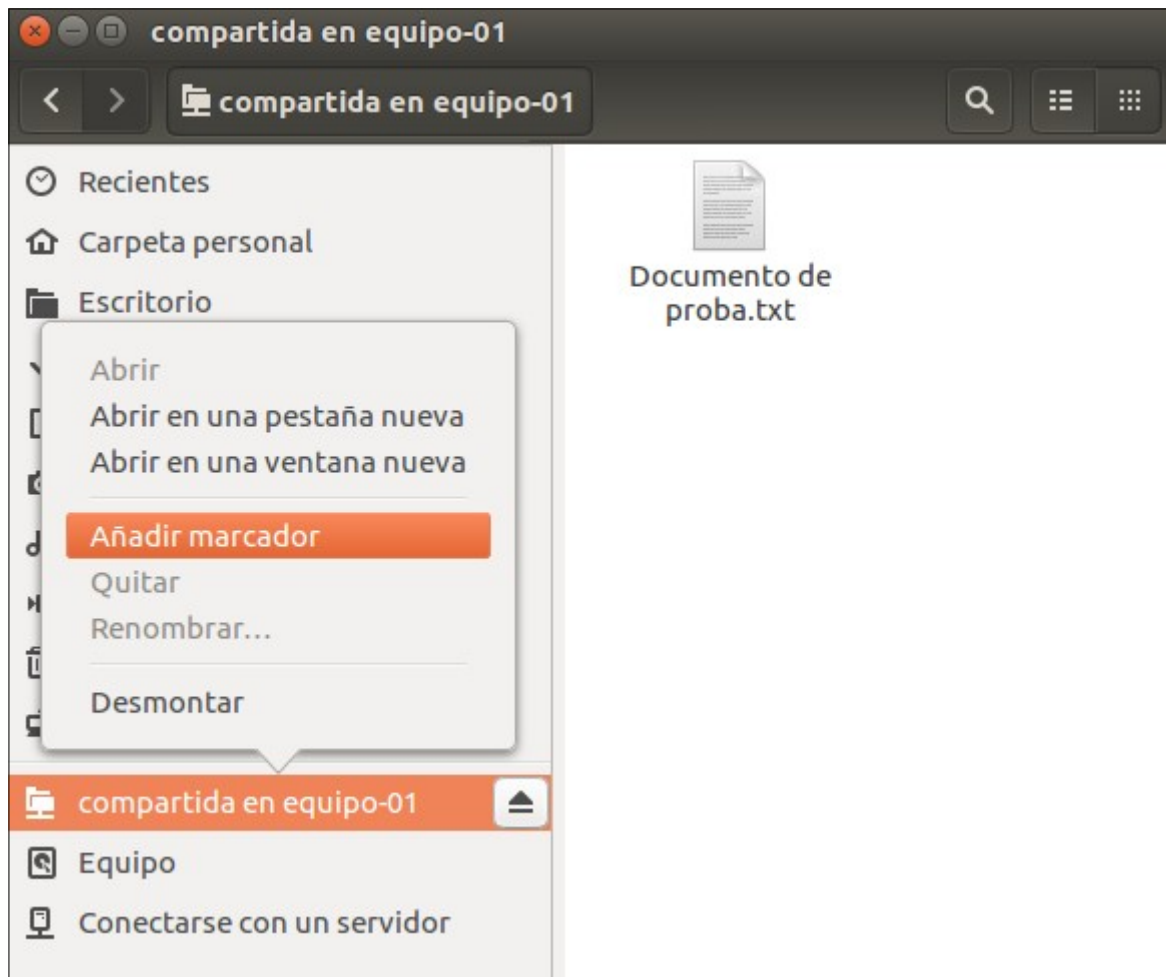 compartida en equipo-01
compartida en equipo-01
Recientes
Carpeta personal
Escritorio
Documento de
proba.txt
Abrir
Abrir en una pestaña nueva
Abrir en una ventana nueva
Añadir marcador
Quitar
Renombrar...
Desmontar
compartida en equipo-01
Equipo
Conectarse con un servidor